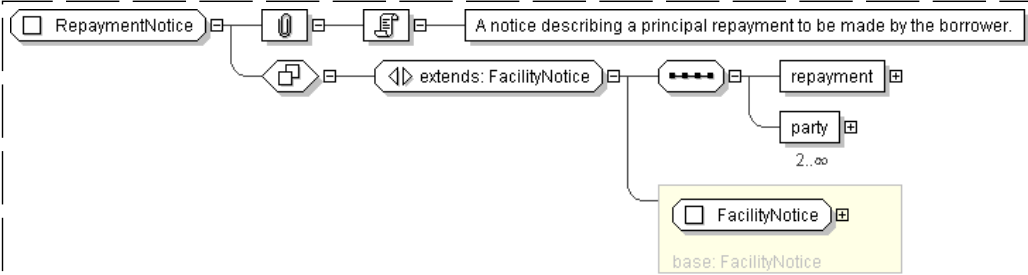 RepaymentNotice
A notice describing a principal repayment to be made by the borrower.
extends: FacilityNotice
repayment
party
2..∞
FacilityNotice
base: FacilityNotice